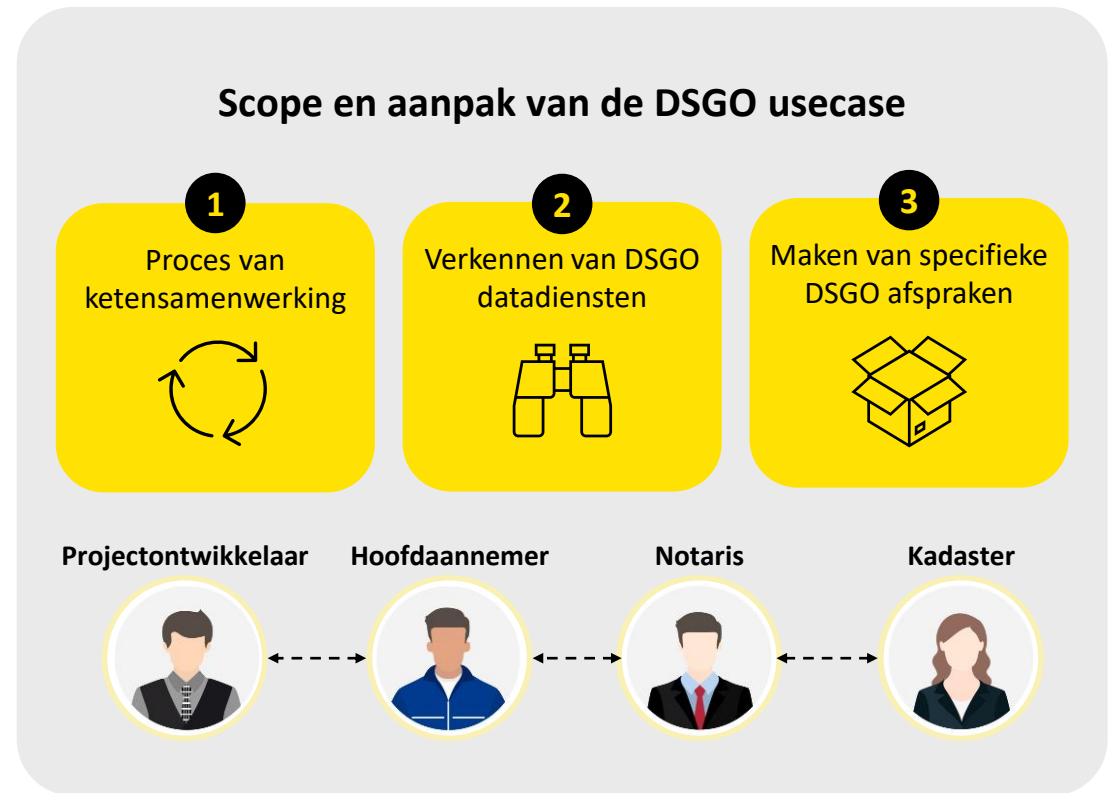 Scope en aanpak van de DSGO usecase
1
2
3
Proces van
ketensamenwerking
Verkennen van DSGO
datadiensten
Maken van specifieke
DSGO afspraken
Projectontwikkelaar
Hoofdaannemer
Notaris
Kadaster